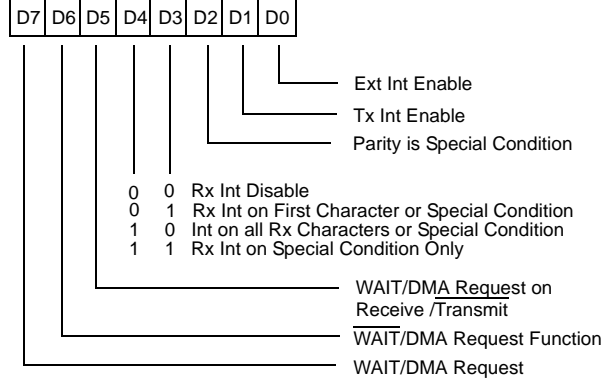 D7 D6 D5 D4 D3 D2 D1 D0
Ext Int Enable
Tx Int Enable
Parity is Special Condition
0 0 Rx Int Disable
0 1 Rx Int on First Character or Special Condition
1 0 Int on all Rx Characters or Special Condition
1 1 Rx Int on Special Condition Only
WAIT/DMA Request on
Receive /Transmit
WAIT/DMA Request Function
WAIT/DMA Request